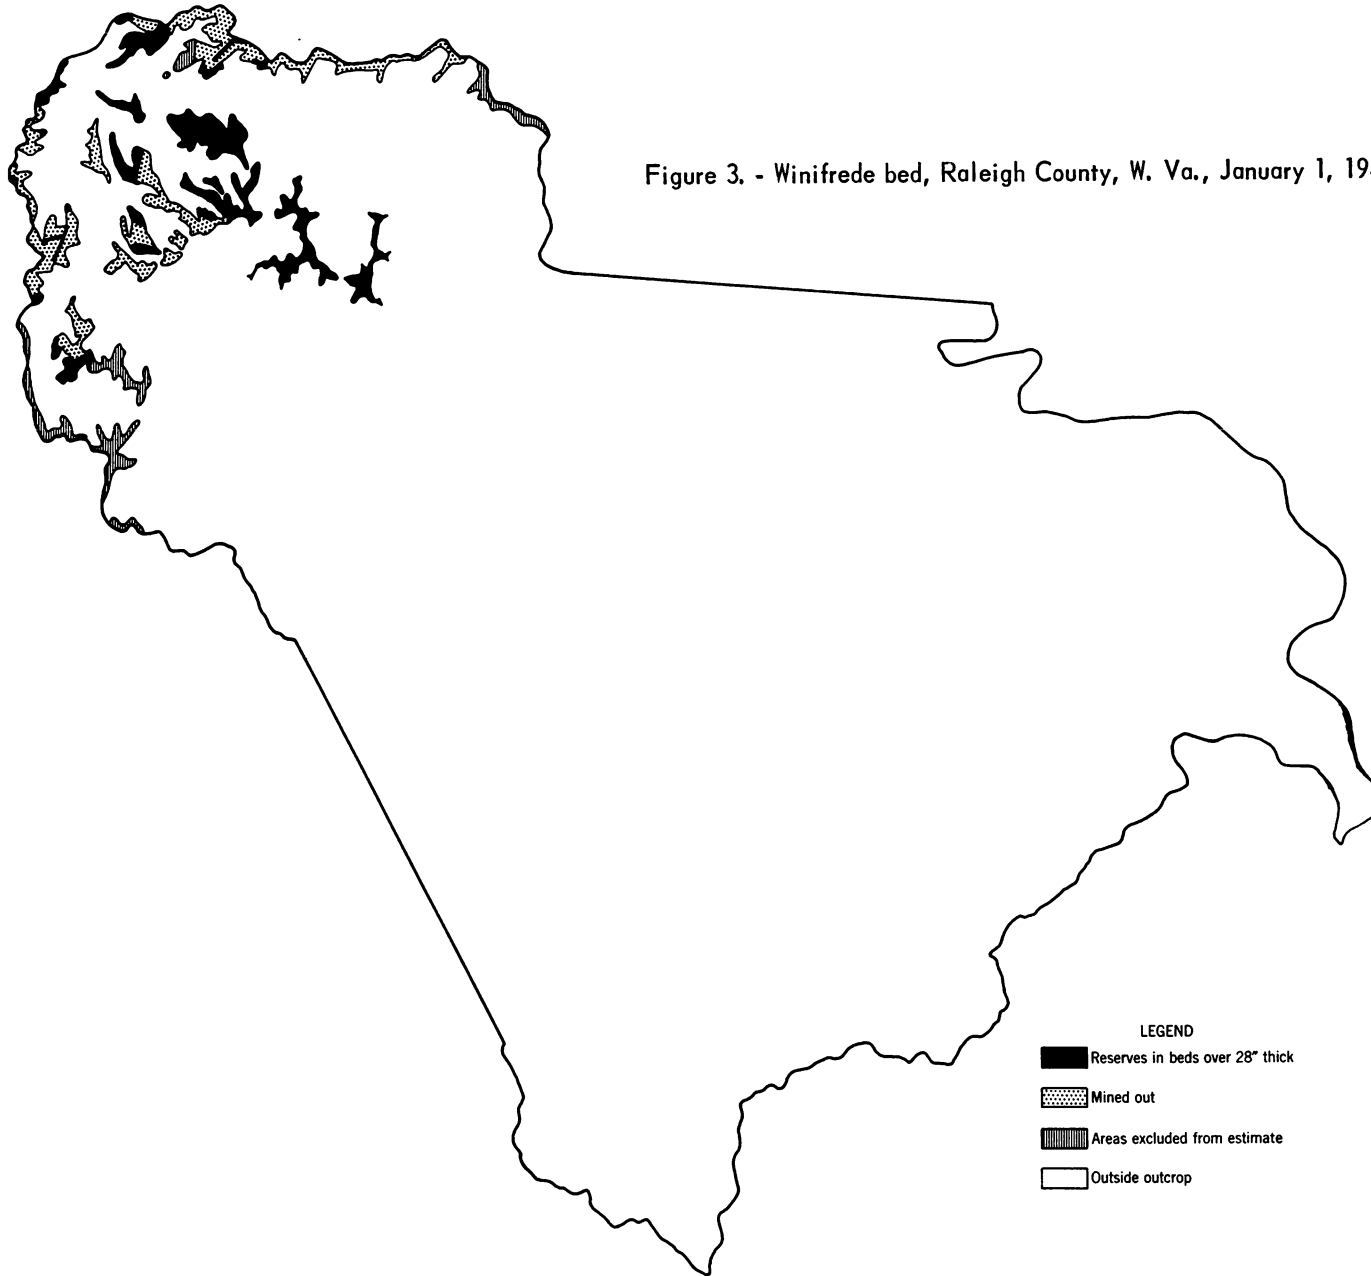 Figure 3. - Winifrede bed, Raleigh County, W. Va., January 1, 19
LEGEND
Reserves in beds over 28" thick
Mined out
Areas excluded from estimate
Outside outcrop